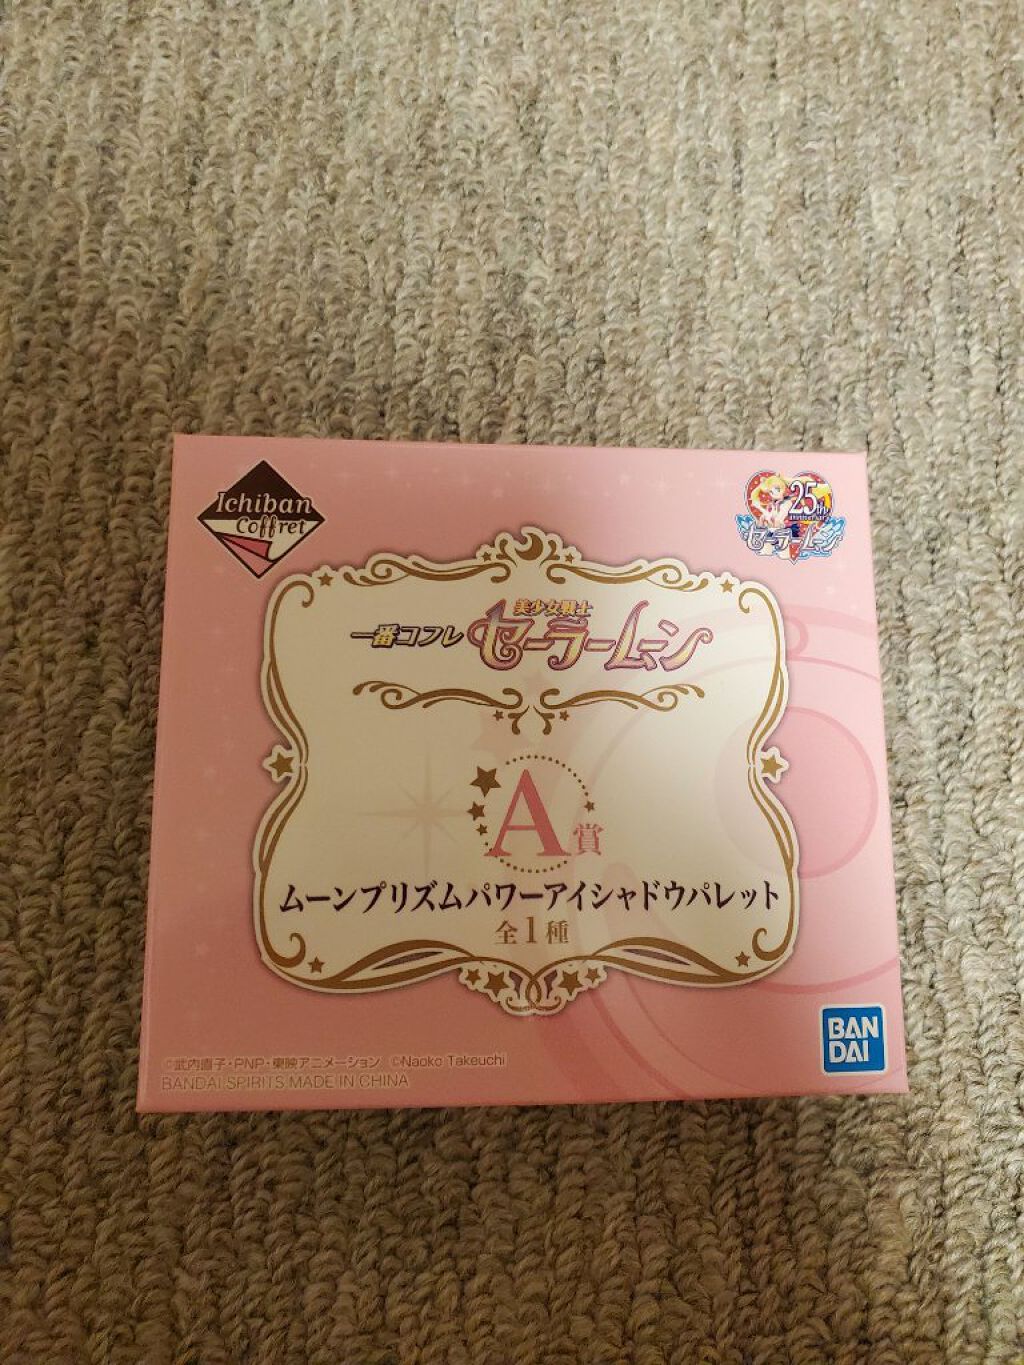 Ichiban
Coffret
25th
anniversary
セーラームーン
美少女戦士
一番コフレ セーラームーン
A賞
ムーンプリズムパワーアイシャドウパレット
全1種
BAN
DAI
©武内直子・PNP・東映アニメーション ©Naoko Takeuchi
BANDAI SPIRITS MADE IN CHINA